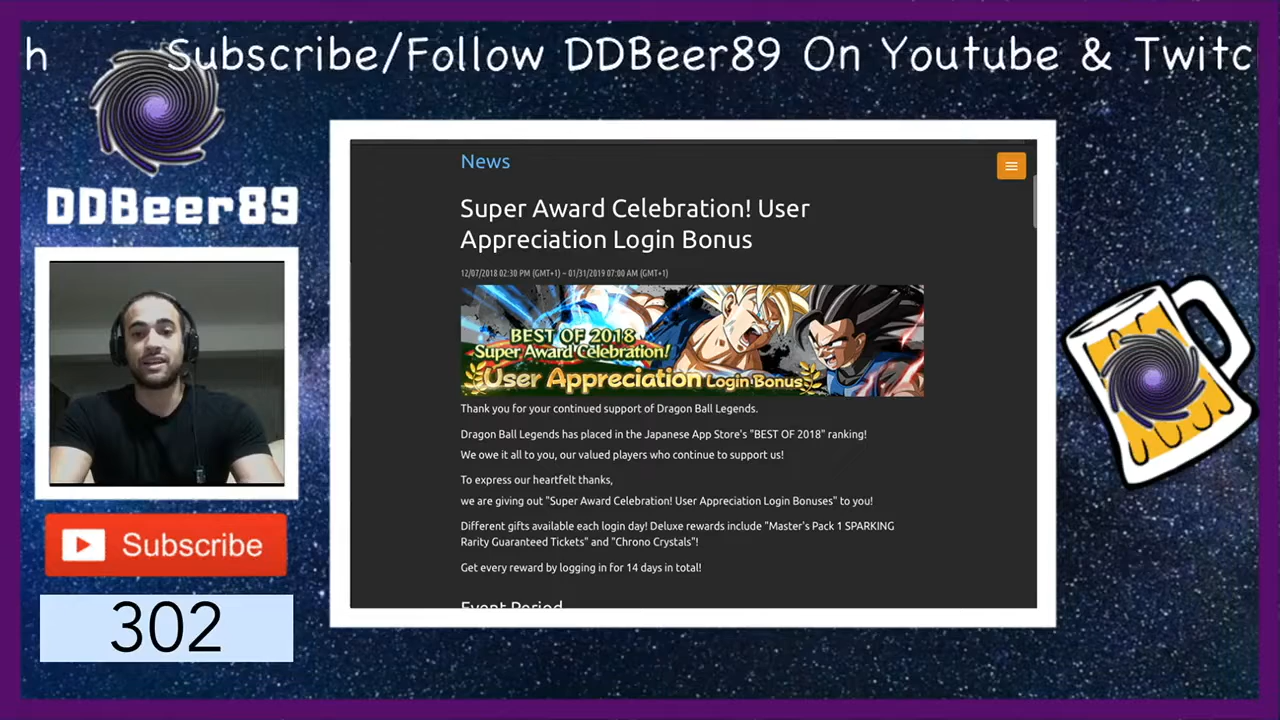 h Subscribe/Follow DDBeer89 On Youtube & Twitc
DDBeer89
Subscribe
302
News
Super Award Celebration! User
Appreciation Login Bonus
12/07/2018 02:30 PM (GMT+1) – 01/31/2019 07:00 AM (GMT+1)
BEST OF 2018
Super Award Celebration!
User Appreciation Login Bonus
Thank you for your continued support of Dragon Ball Legends.
Dragon Ball Legends has placed in the Japanese App Store's "BEST OF 2018" ranking!
We owe it all to you, our valued players who continue to support us!
To express our heartfelt thanks,
we are giving out "Super Award Celebration! User Appreciation Login Bonuses" to you!
Different gifts available each login day! Deluxe rewards include "Master's Pack 1 SPARKING
Rarity Guaranteed Tickets" and "Chrono Crystals"!
Get every reward by logging in for 14 days in total!
Event Period